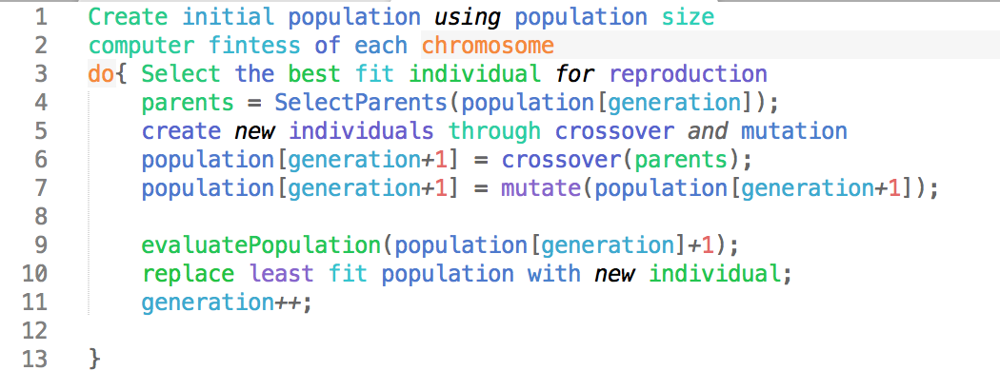 1 Create initial population using population size
2 computer fintess of each chromosome
3 do{ Select the best fit individual for reproduction
4 parents = SelectParents(population[generation]);
5 create new individuals through crossover and mutation
6 population[generation+1] = crossover(parents);
7 population[generation+1] = mutate(population[generation+1]);
8
9 evaluatePopulation(population[generation]+1);
10 replace least fit population with new individual;
11 generation++;
12
13 }